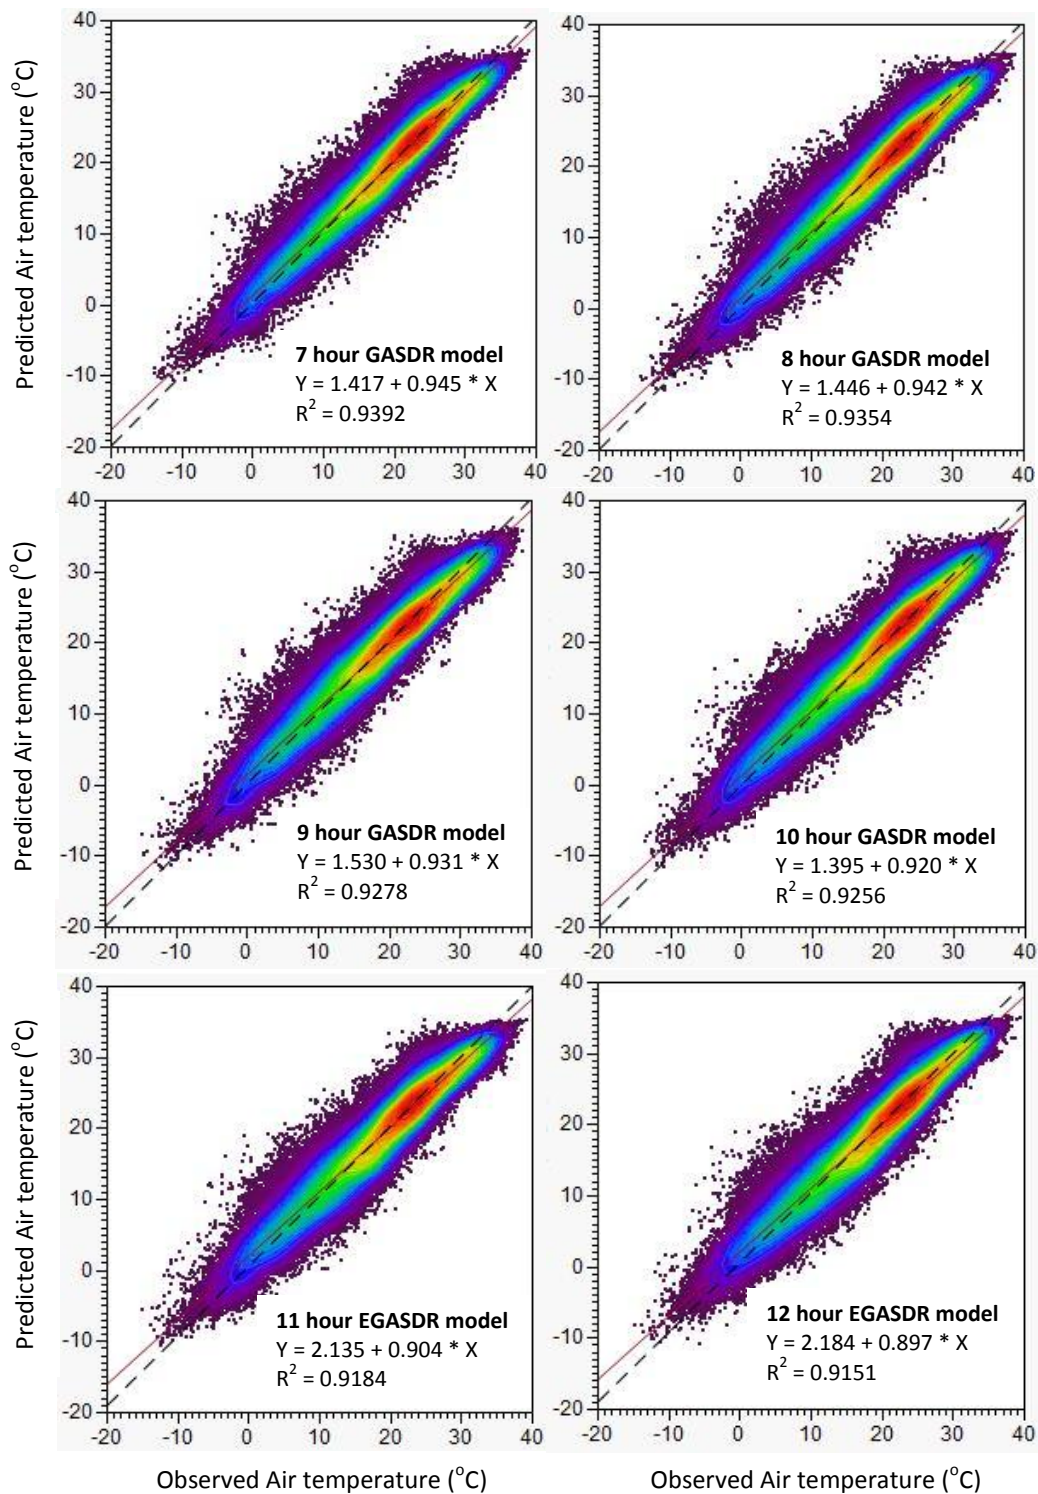 Predicted Air temperature (°C)
40
30
20
10
0
-10
-20
-20 -10 0 10 20 30 40
7 hour GASDR model
Y = 1.417 + 0.945 * X
R² = 0.9392
40
30
20
10
0
-10
-20
-20 -10 0 10 20 30 40
8 hour GASDR model
Y = 1.446 + 0.942 * X
R² = 0.9354
Predicted Air temperature (°C)
40
30
20
10
0
-10
-20
-20 -10 0 10 20 30 40
9 hour GASDR model
Y = 1.530 + 0.931 * X
R² = 0.9278
40
30
20
10
0
-10
-20
-20 -10 0 10 20 30 40
10 hour GASDR model
Y = 1.395 + 0.920 * X
R² = 0.9256
Predicted Air temperature (°C)
40
30
20
10
0
-10
-20
-20 -10 0 10 20 30 40
11 hour EGASDR model
Y = 2.135 + 0.904 * X
R² = 0.9184
40
30
20
10
0
-10
-20
-20 -10 0 10 20 30 40
12 hour EGASDR model
Y = 2.184 + 0.897 * X
R² = 0.9151
Observed Air temperature (°C)
Observed Air temperature (°C)